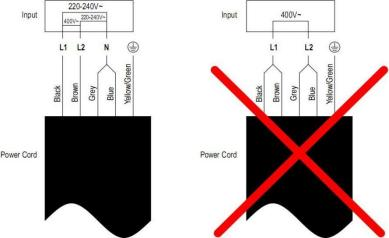 Input
220-240V~
400V~
220-240V~
L1 L2 N
Black
Brown
Grey
Blue
Yellow/Green
Power Cord
Input
400V~
L1 L2
Black
Brown
Grey
Blue
Yellow/Green
Power Cord